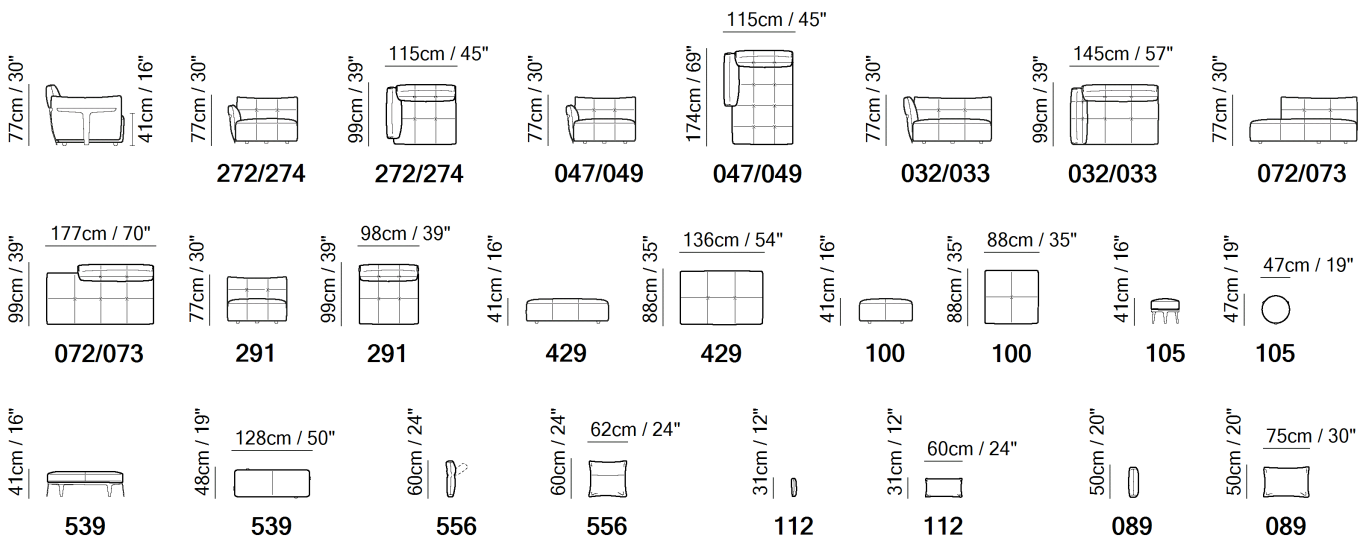 77cm / 30"
41cm / 16"
77cm / 30"
272/274
99cm / 39"
115cm / 45"
272/274
77cm / 30"
047/049
174cm / 69"
115cm / 45"
047/049
77cm / 30"
032/033
99cm / 39"
145cm / 57"
032/033
77cm / 30"
072/073
99cm / 39"
177cm / 70"
072/073
77cm / 30"
291
99cm / 39"
98cm / 39"
291
41cm / 16"
429
88cm / 35"
136cm / 54"
429
41cm / 16"
100
88cm / 35"
88cm / 35"
100
41cm / 16"
105
47cm / 19"
47cm / 19"
105
41cm / 16"
539
48cm / 19"
128cm / 50"
539
60cm / 24"
556
60cm / 24"
62cm / 24"
556
31cm / 12"
112
31cm / 12"
60cm / 24"
112
50cm / 20"
089
50cm / 20"
75cm / 30"
089